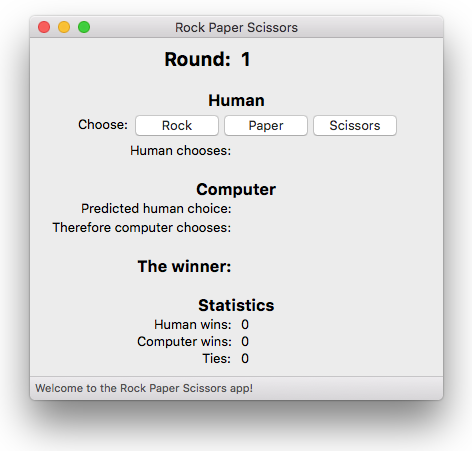 Rock Paper Scissors
Round: 1
Human
Choose: Rock Paper Scissors
Human chooses:
Computer
Predicted human choice:
Therefore computer chooses:
The winner:
Statistics
Human wins: 0
Computer wins: 0
Ties: 0
Welcome to the Rock Paper Scissors app!